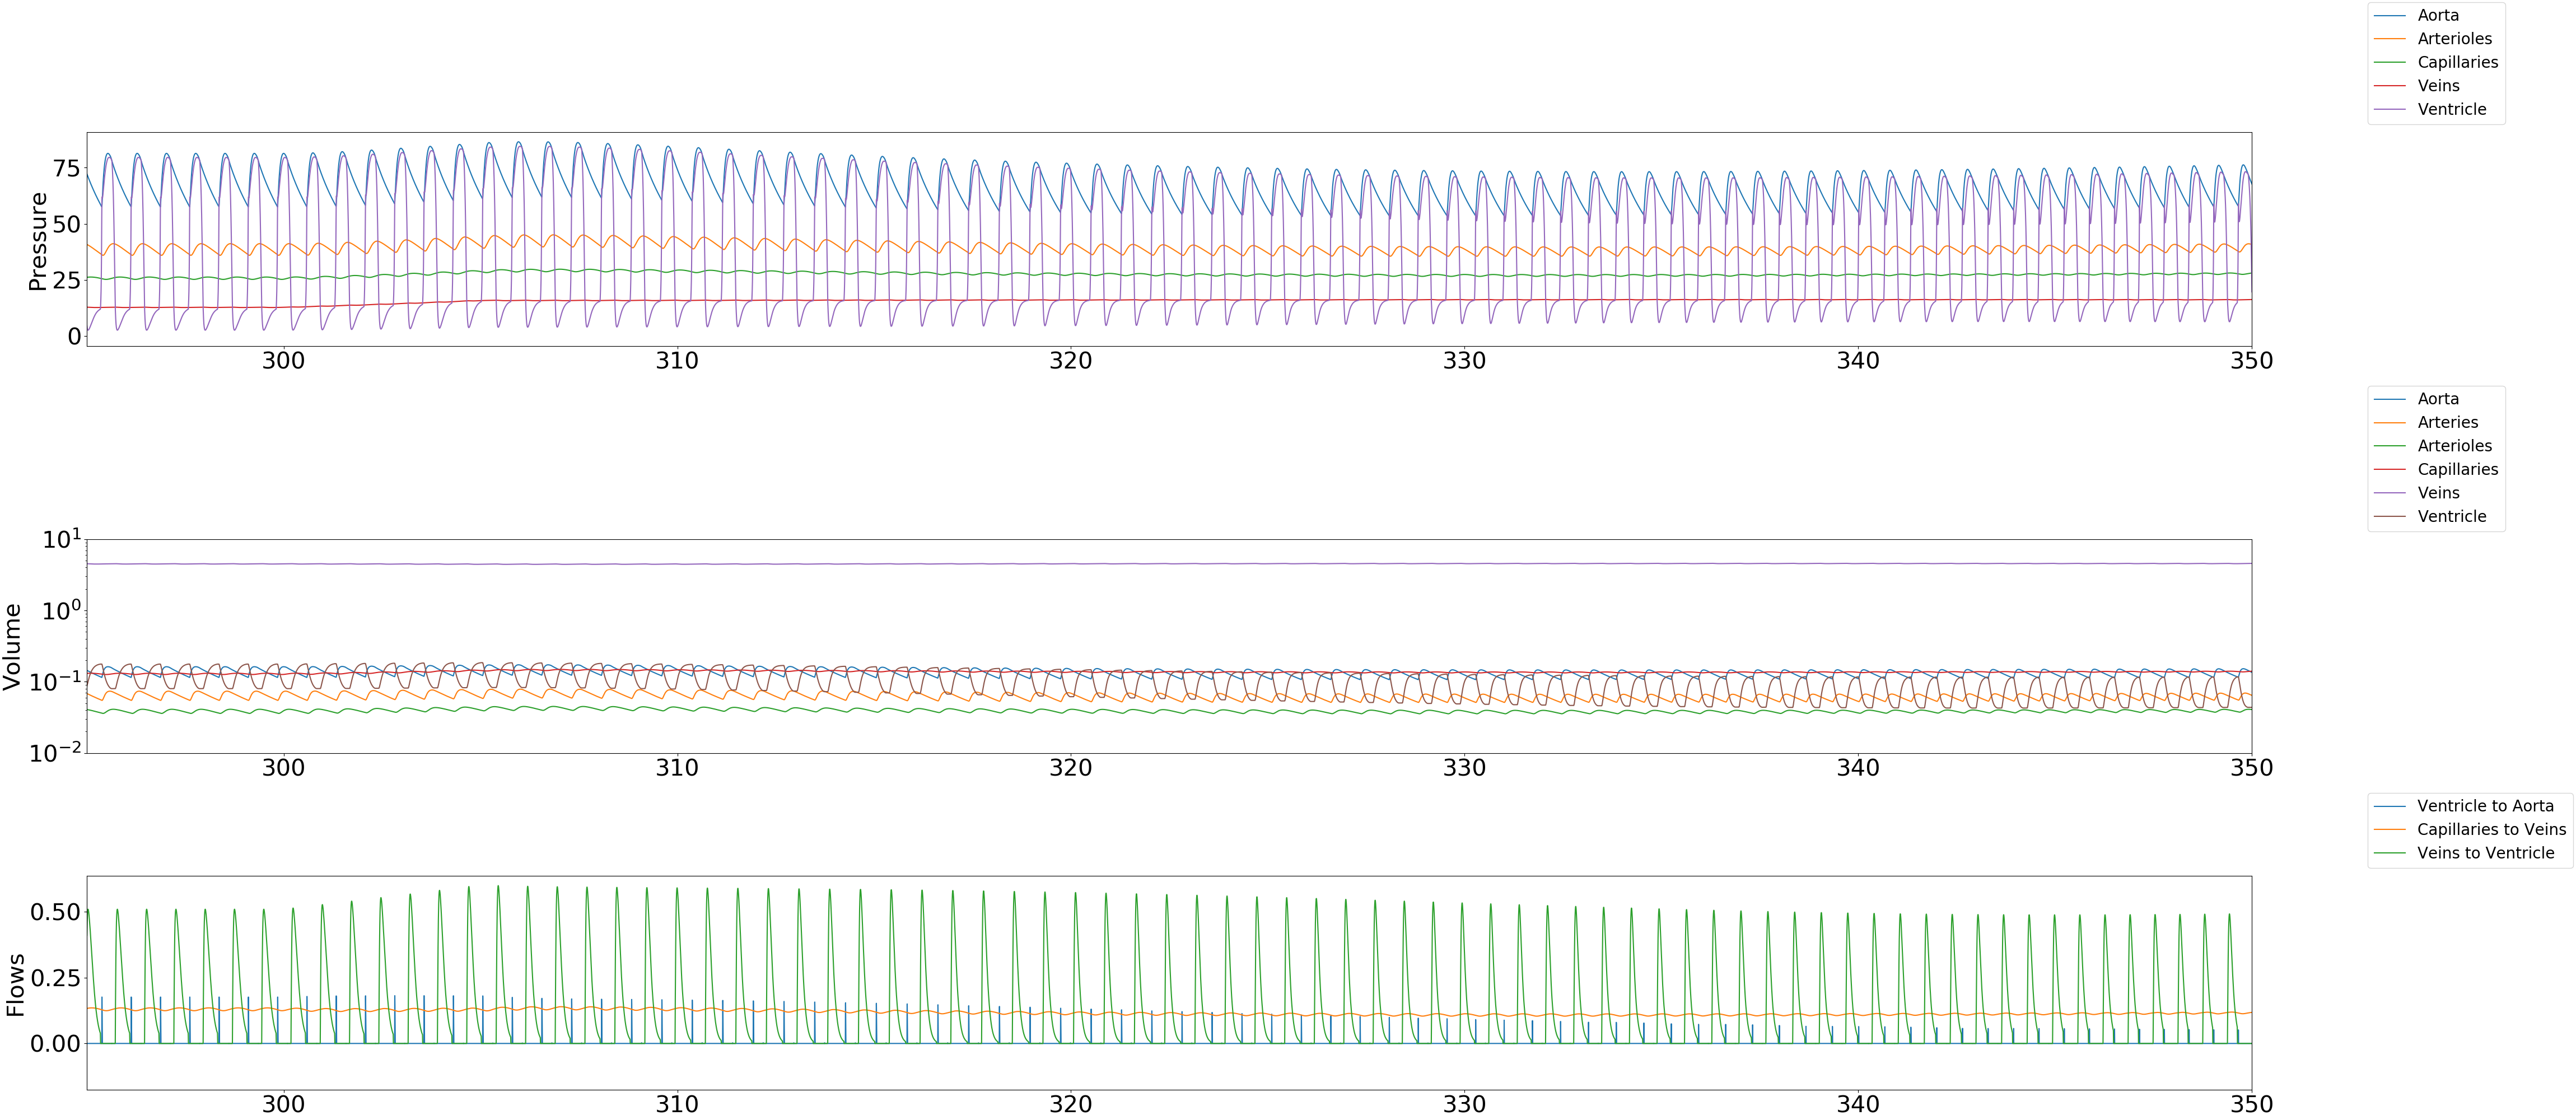 Aorta
Arterioles
Capillaries
Veins
Ventricle
75
50
25
0
Pressure
300 310 320 330 340 350
Aorta
Arteries
Arterioles
Capillaries
Veins
Ventricle
10¹
10⁰
10⁻¹
10⁻²
Volume
300 310 320 330 340 350
Ventricle to Aorta
Capillaries to Veins
Veins to Ventricle
0.50
0.25
0.00
Flows
300 310 320 330 340 350